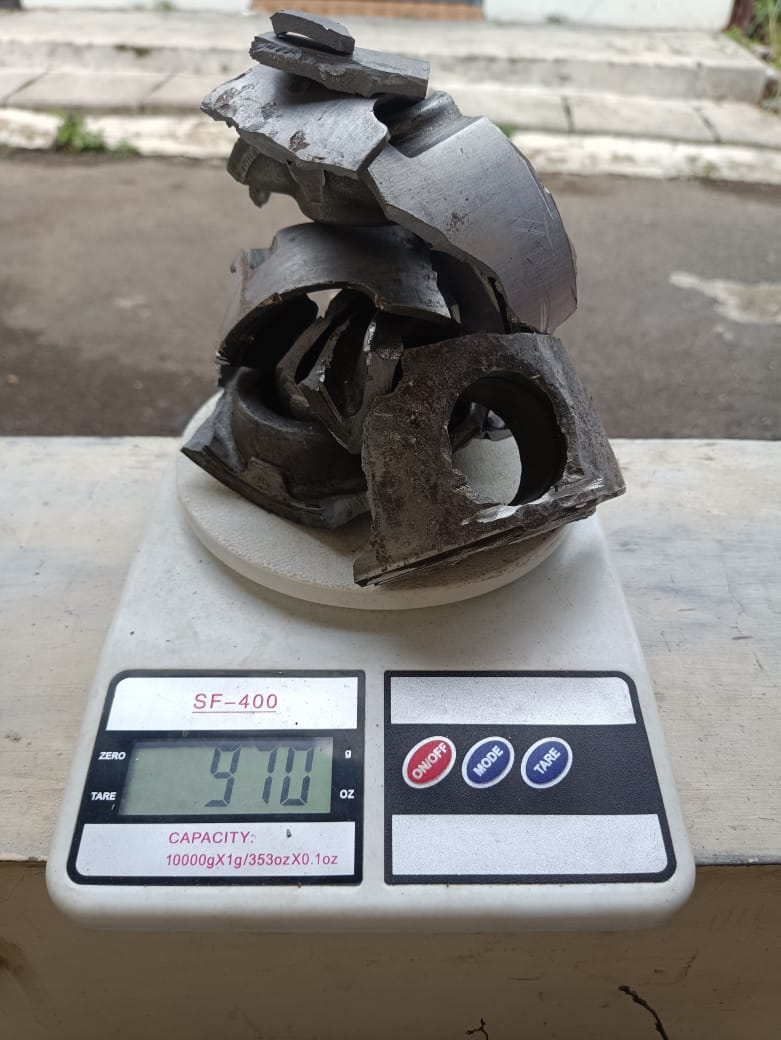 SF-400
ZERO
970
g
TARE
OZ
CAPACITY:
10000gX1g/353ozX0.1oz
ON/OFF
MODE
TARE